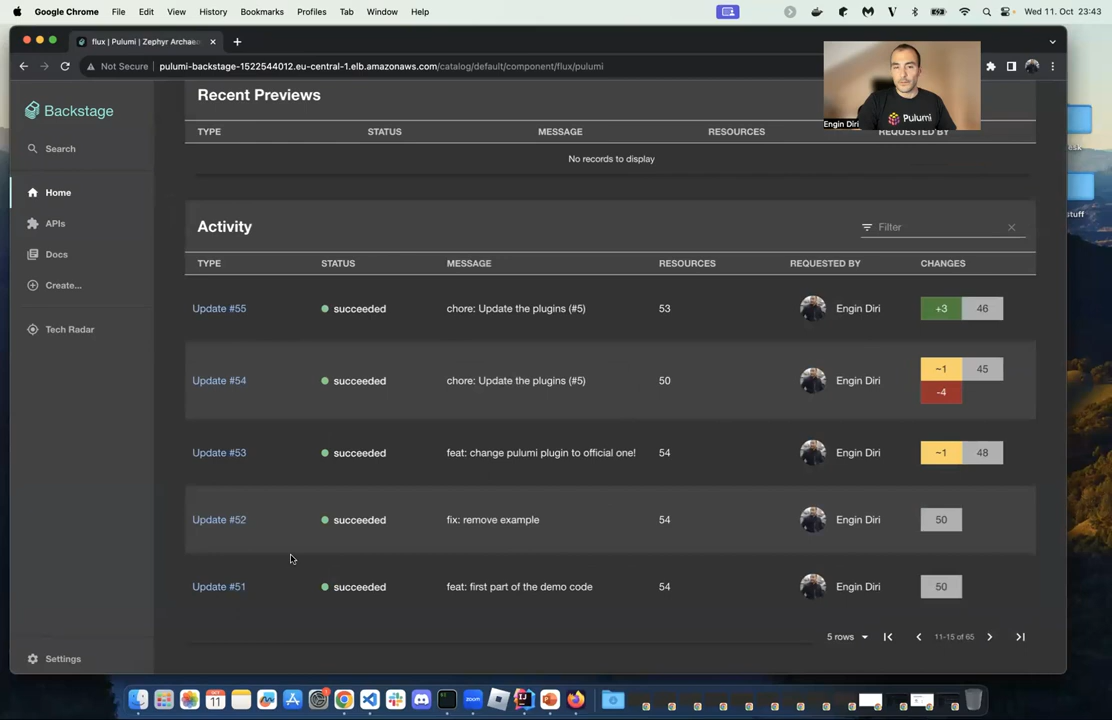 Google Chrome File Edit View History Bookmarks Profiles Tab Window Help Wed 11. Oct 23:43
flux | Pulumi | Zephyr Archaeo
Not Secure pulumi-backstage-1522544012.eu-central-1.elb.amazonaws.com/catalog/default/component/flux/pulumi
Backstage
Search
Home
APIs
Docs
Create...
Tech Radar
Settings
Recent Previews
TYPE STATUS MESSAGE RESOURCES REQUESTED BY
No records to display
Activity
Filter
TYPE STATUS MESSAGE RESOURCES REQUESTED BY CHANGES
Update #55 succeeded chore: Update the plugins (#5) 53 Engin Diri +3 46
Update #54 succeeded chore: Update the plugins (#5) 50 Engin Diri ~1 45
-4
Update #53 succeeded feat: change pulumi plugin to official one! 54 Engin Diri ~1 48
Update #52 succeeded fix: remove example 54 Engin Diri 50
Update #51 succeeded feat: first part of the demo code 54 Engin Diri 50
5 rows 11-15 of 65
Engin Diri
Pulumi
stuff
OCT
11
1